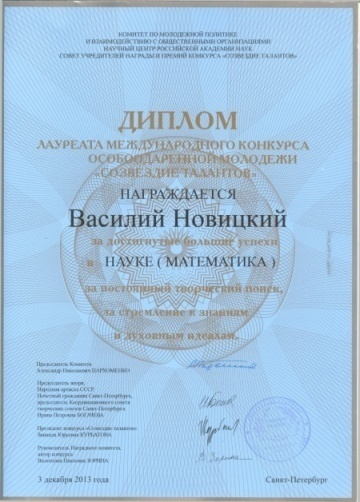 КОМИТЕТ ПО МОЛОДЕЖНОЙ ПОЛИТИКЕ
И ВЗАИМОДЕЙСТВИЮ С ОБЩЕСТВЕННЫМИ ОРГАНИЗАЦИЯМИ
НАУЧНЫЙ ЦЕНТР РОССИЙСКОЙ АКАДЕМИИ НАУК
СОВЕТ УЧРЕДИТЕЛЕЙ НАГРАДЫ И ПРЕМИЙ КОНКУРСА «СОЗВЕЗДИЕ ТАЛАНТОВ»
ДИПЛОМ
ЛАУРЕАТА МЕЖДУНАРОДНОГО КОНКУРСА
ОСОБООДАРЕННОЙ МОЛОДЕЖИ
«СОЗВЕЗДИЕ ТАЛАНТОВ»
НАГРАЖДАЕТСЯ
Василий Новицкий
за достигнутые большие успехи
в НАУКЕ ( МАТЕМАТИКА )
за постоянный творческий поиск,
за стремление к знаниям
и духовным идеалам.
Председатель Комитета
Александр Николаевич ПАРХОМЕНКО
Председатель жюри,
Народная артистка СССР,
Почетный гражданин Санкт-Петербурга,
председатель Координационного совета
творческих союзов Санкт-Петербурга
Ирина Петровна БОГАЧЕВА
Президент конкурса «Созвездие талантов»
Зинаида Юрьевна КУРБАТОВА
Руководитель Наградного комитета,
автор конкурса
Валентина Павловна ЗОРИНА
3 декабря 2013 года
Санкт-Петербург